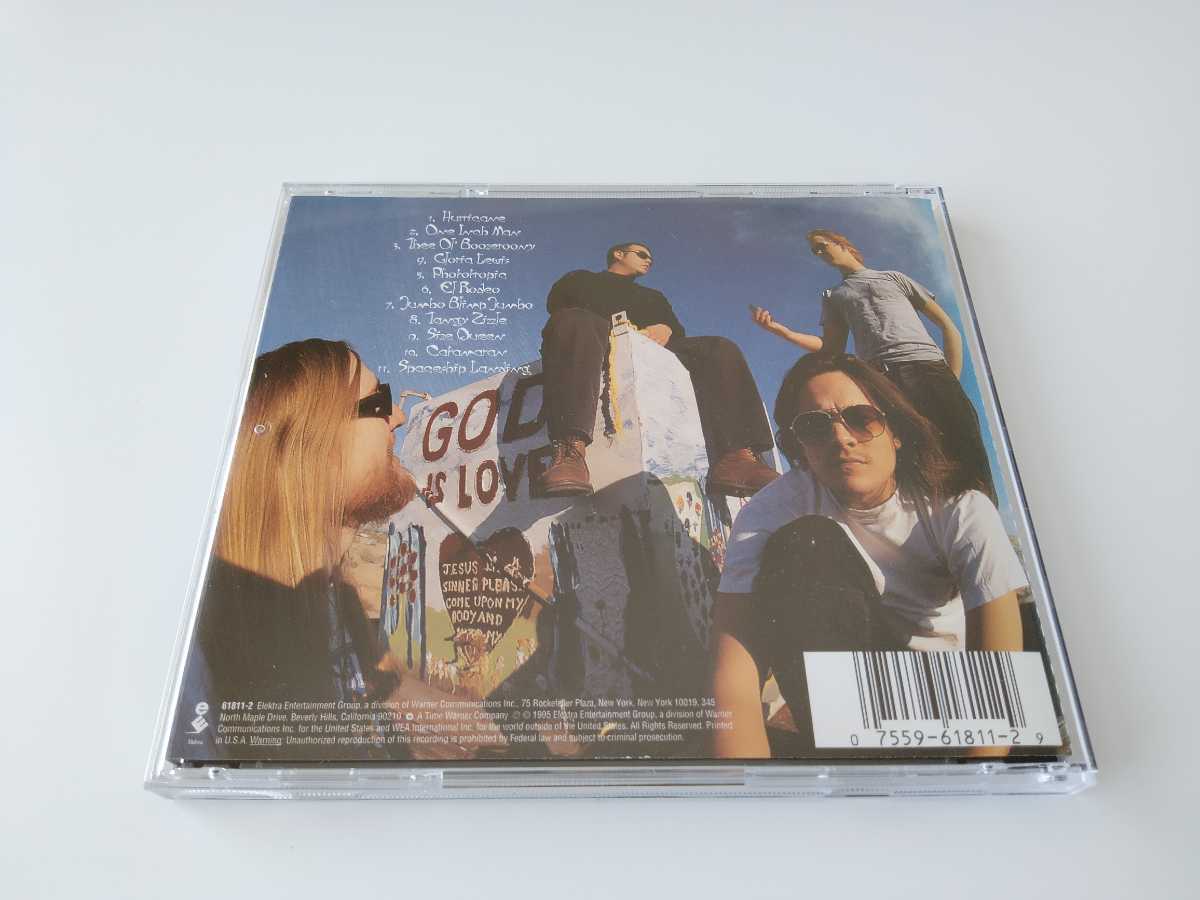 1. Hurricane
2. One Inch Man
3. Thee Ol' Boozeroony
4. Gloria Lewis
5. Phototropic
6. El Rodeo
7. Jumbo Blimp Jumbo
8. Tangy Zizzle
9. Size Queen
10. Catamaran
11. Spaceship Landing
GOD
IS LOVE
JESUS
SINNER PLEAS
COME UPON MY
BODY AND
61811-2 Elektra Entertainment Group, a division of Warner Communications Inc., 75 Rockefeller Plaza, New York, New York 10019, 345
North Maple Drive, Beverly Hills, California 90210 A Time Warner Company ℗ © 1995 Elektra Entertainment Group, a division of Warner
Communications Inc. for the United States and WEA International Inc. for the world outside of the United States. All Rights Reserved. Printed
in U.S.A. Warning: Unauthorized reproduction of this recording is prohibited by Federal law and subject to criminal prosecution.
Elektra
0 7559-61811-2 9